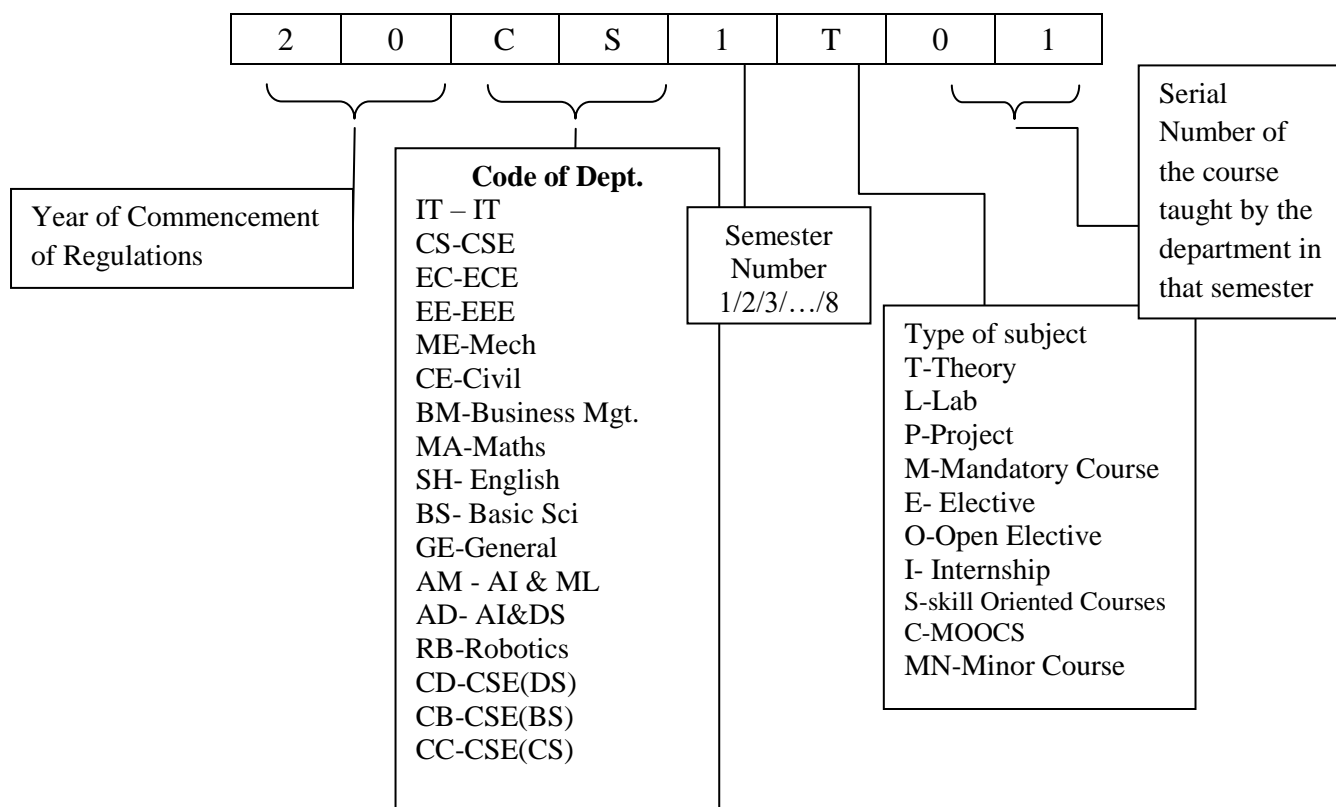 2 0 C S 1 T 0 1
Year of Commencement
of Regulations
Code of Dept.
IT – IT
CS-CSE
EC-ECE
EE-EEE
ME-Mech
CE-Civil
BM-Business Mgt.
MA-Maths
SH- English
BS- Basic Sci
GE-General
AM - AI & ML
AD- AI&DS
RB-Robotics
CD-CSE(DS)
CB-CSE(BS)
CC-CSE(CS)
Semester
Number
1/2/3/…/8
Type of subject
T-Theory
L-Lab
P-Project
M-Mandatory Course
E- Elective
O-Open Elective
I- Internship
S-skill Oriented Courses
C-MOOCS
MN-Minor Course
Serial
Number of
the course
taught by the
department in
that semester